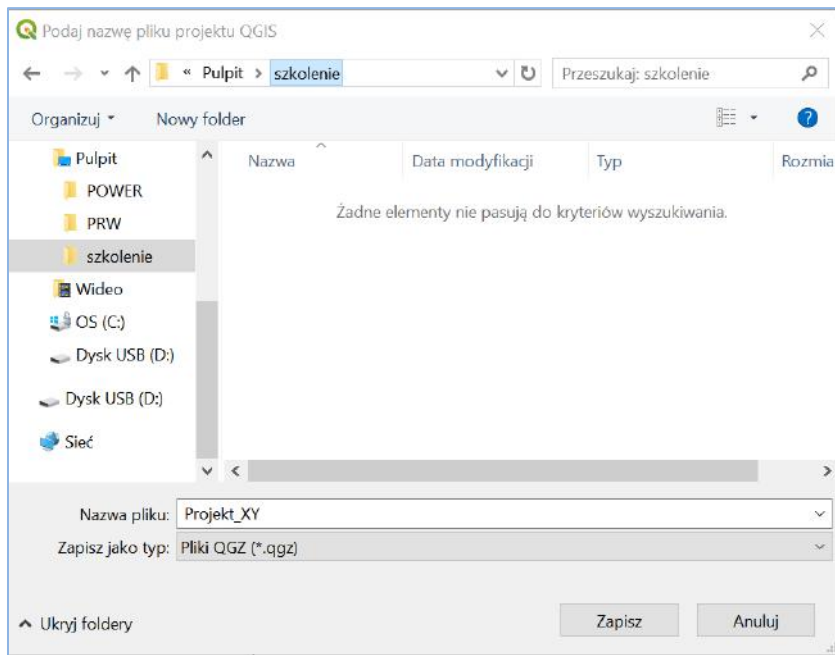 Podaj nazwę pliku projektu QGIS
« Pulpit > szkolenie
Przeszukaj: szkolenie
Organizuj
Nowy folder
Pulpit
POWER
PRW
szkolenie
Wideo
OS (C:)
Dysk USB (D:)
Dysk USB (D:)
Sieć
Nazwa Data modyfikacji Typ Rozmia
Żadne elementy nie pasują do kryteriów wyszukiwania.
Nazwa pliku: Projekt_XY
Zapisz jako typ: Pliki QGZ (*.qgz)
Ukryj foldery
Zapisz
Anuluj